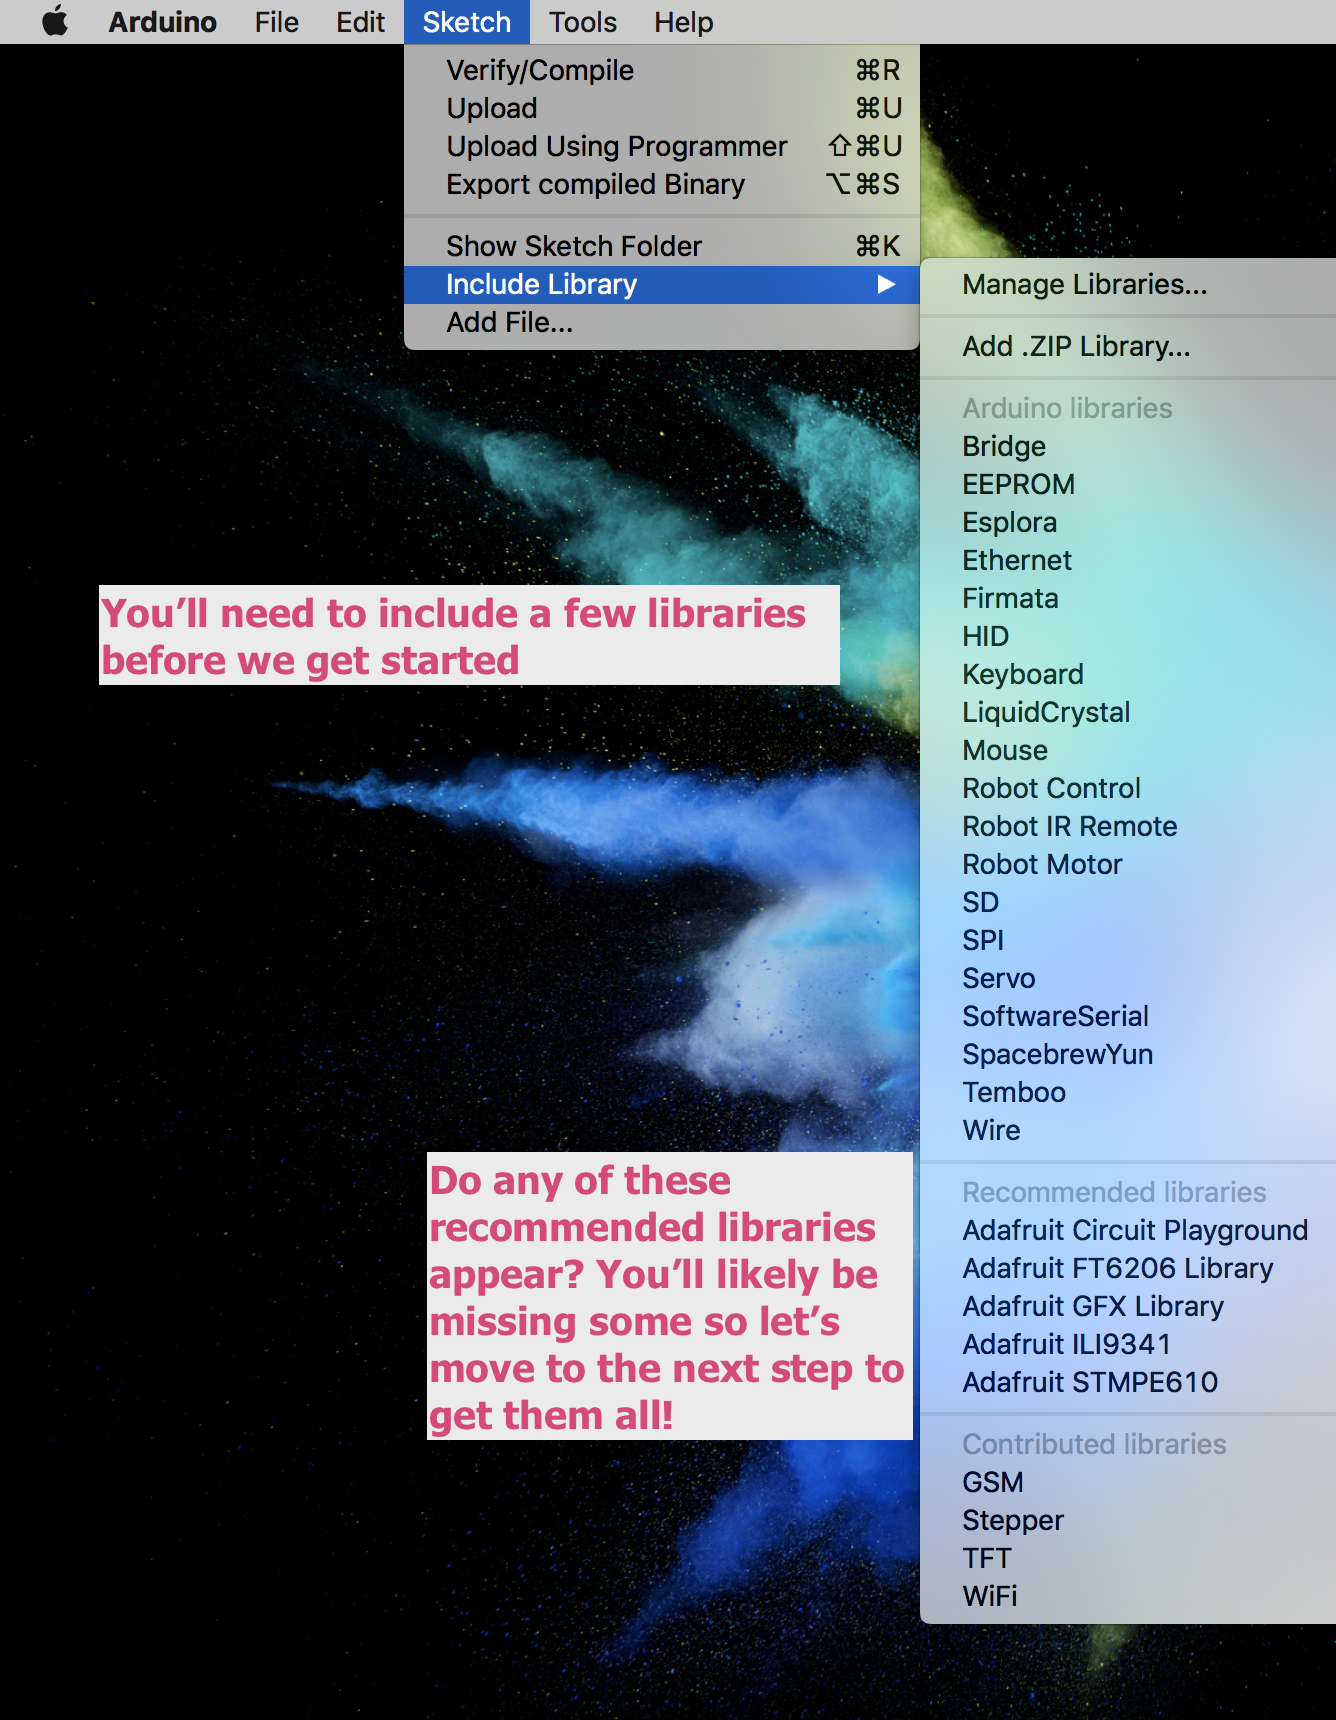 Arduino File Edit Sketch Tools Help
Verify/Compile ⌘R
Upload ⌘U
Upload Using Programmer ⇧⌘U
Export compiled Binary ⌥⌘S
Show Sketch Folder ⌘K
Include Library ▶
Add File...
Manage Libraries...
Add .ZIP Library...
Arduino libraries
Bridge
EEPROM
Esplora
Ethernet
Firmata
HID
Keyboard
LiquidCrystal
Mouse
Robot Control
Robot IR Remote
Robot Motor
SD
SPI
Servo
SoftwareSerial
SpacebrewYun
Temboo
Wire
Recommended libraries
Adafruit Circuit Playground
Adafruit FT6206 Library
Adafruit GFX Library
Adafruit ILI9341
Adafruit STMPE610
Contributed libraries
GSM
Stepper
TFT
WiFi
You’ll need to include a few libraries
before we get started
Do any of these
recommended libraries
appear? You’ll likely be
missing some so let’s
move to the next step to
get them all!